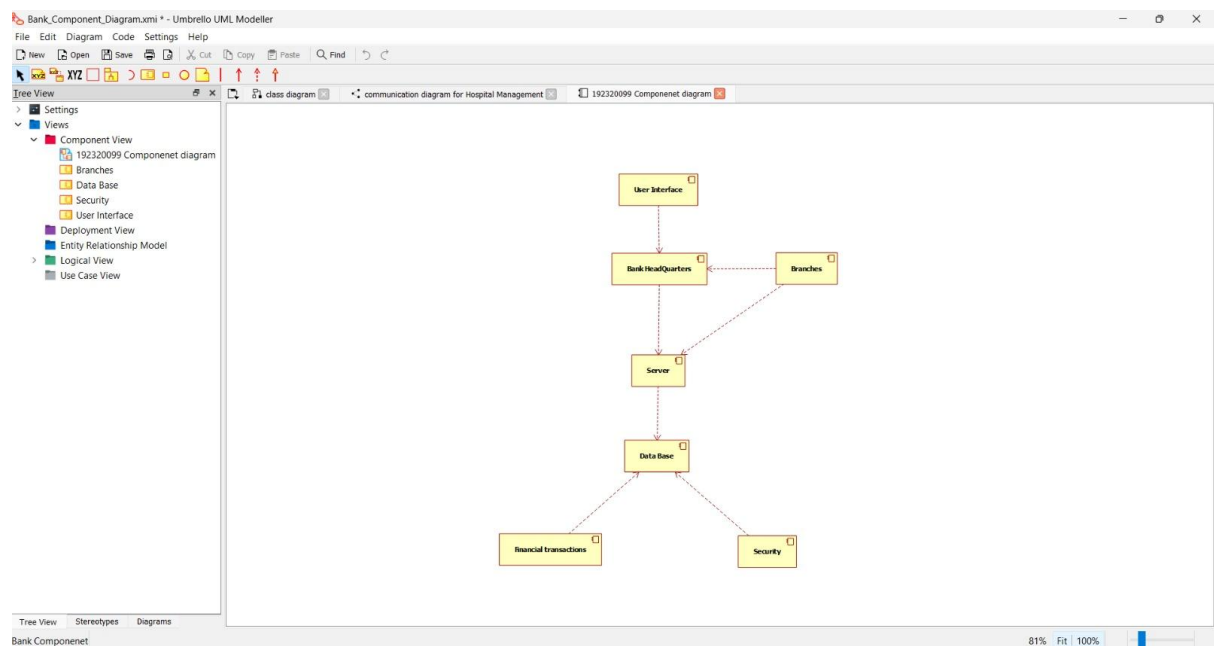 Bank_Component_Diagram.xmi * - Umbrello UML Modeller
File Edit Diagram Code Settings Help
New Open Save Cut Copy Paste Find
XYZ XYZ
Tree View
class diagram communication diagram for Hospital Management 192320099 Componenet diagram
Settings
Views
Component View
192320099 Componenet diagram
Branches
Data Base
Security
User Interface
Deployment View
Entity Relationship Model
Logical View
Use Case View
User Interface
Bank HeadQuarters Branches
Server
Data Base
Financial transactions Security
Tree View Stereotypes Diagrams
Bank Componenet 81% Fit 100%